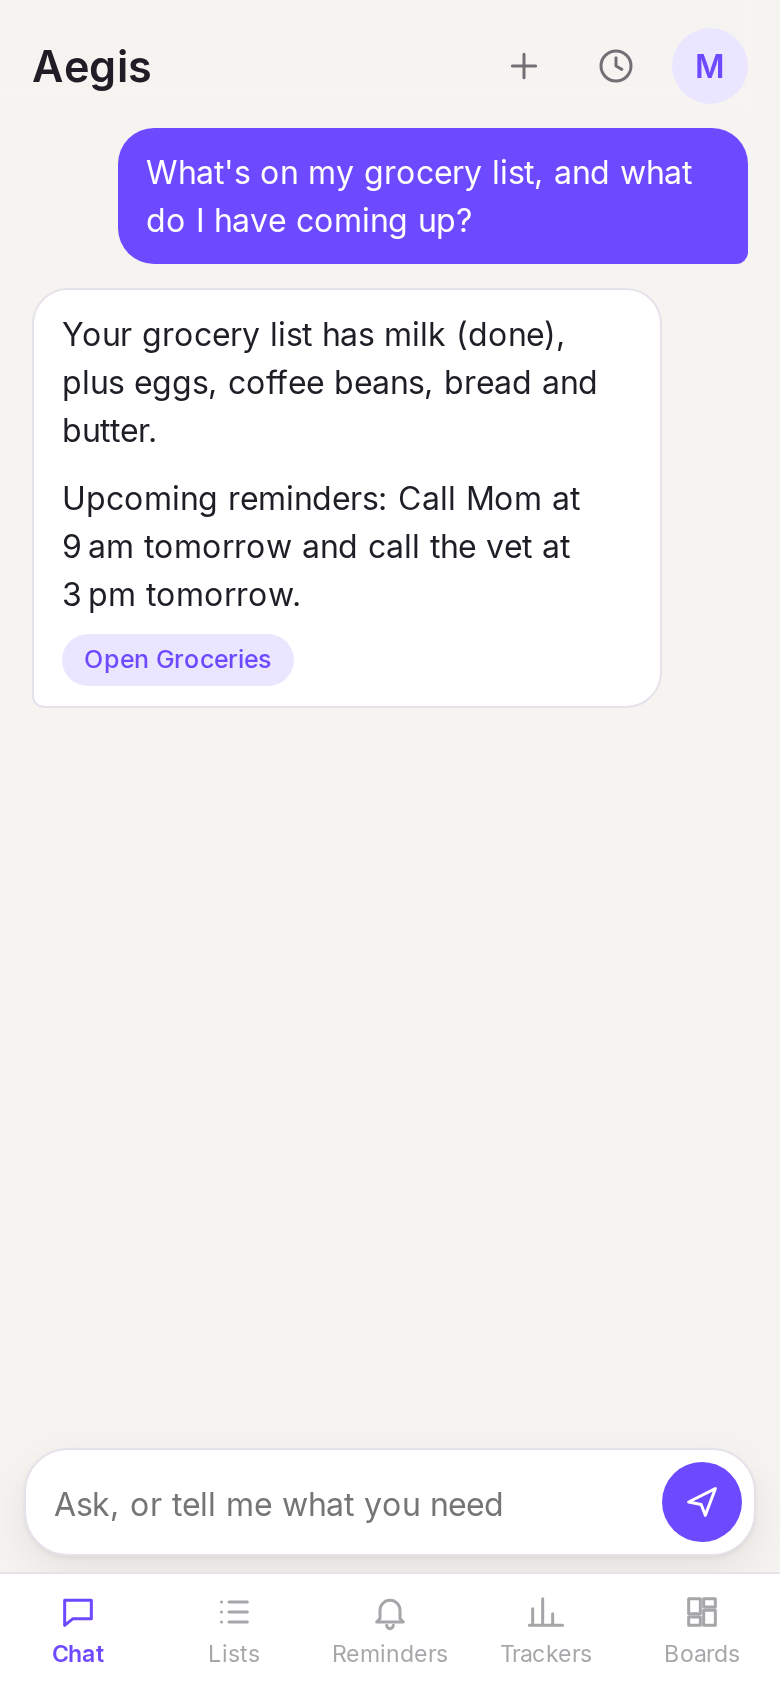 Aegis
M
What's on my grocery list, and what
do I have coming up?
Your grocery list has milk (done),
plus eggs, coffee beans, bread and
butter.
Upcoming reminders: Call Mom at
9 am tomorrow and call the vet at
3 pm tomorrow.
Open Groceries
Ask, or tell me what you need
Chat
Lists
Reminders
Trackers
Boards